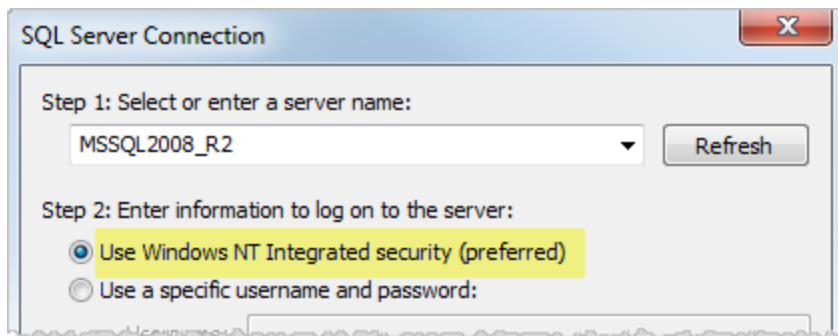 SQL Server Connection
Step 1: Select or enter a server name:
MSSQL2008_R2
Refresh
Step 2: Enter information to log on to the server:
Use Windows NT Integrated security (preferred)
Use a specific username and password: